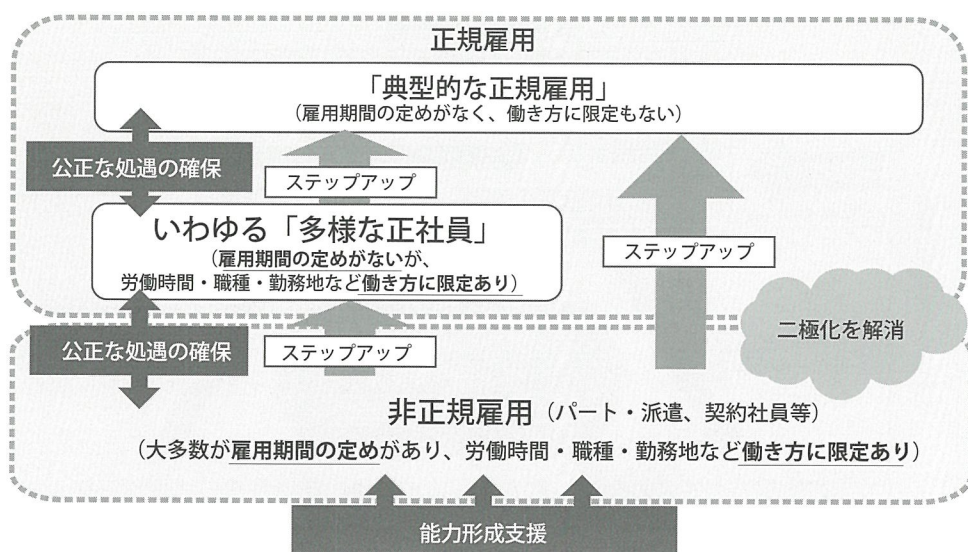 正規雇用
「典型的な正規雇用」
（雇用期間の定めがなく、働き方に限定もない）
公正な処遇の確保
ステップアップ
いわゆる「多様な正社員」
（雇用期間の定めがないが、
労働時間・職種・勤務地など働き方に限定あり）
ステップアップ
二極化を解消
公正な処遇の確保
ステップアップ
非正規雇用（パート・派遣、契約社員等）
（大多数が雇用期間の定めがあり、労働時間・職種・勤務地など働き方に限定あり）
能力形成支援